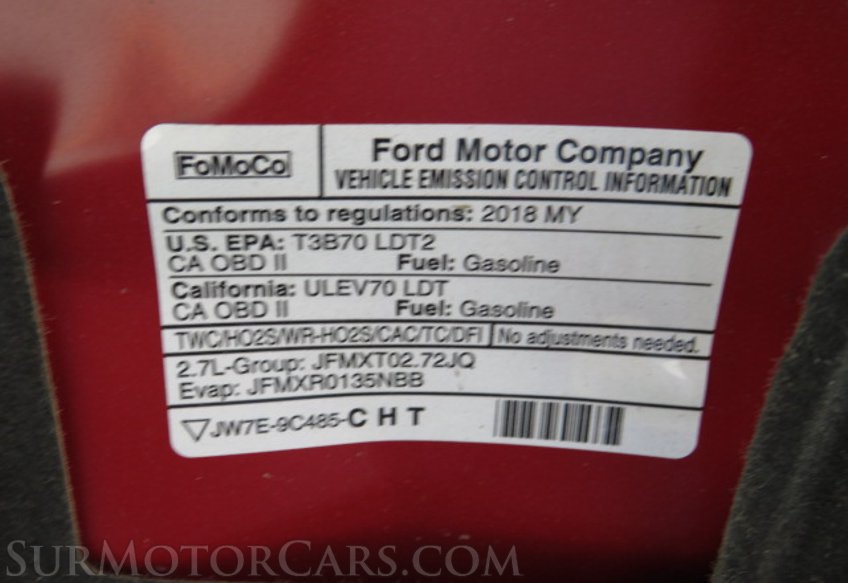 FoMoCo
Ford Motor Company
VEHICLE EMISSION CONTROL INFORMATION
Conforms to regulations: 2018 MY
U.S. EPA: T3B70 LDT2
CA OBD II Fuel: Gasoline
California: ULEV70 LDT
CA OBD II Fuel: Gasoline
TWC/HO2S/WR-HO2S/CAC/TC/DFI No adjustments needed.
2.7L-Group: JFMXT02.72JQ
Evap: JFMXR0135NBB
JW7E-9C485-C H T
SURMOTORCARS.COM